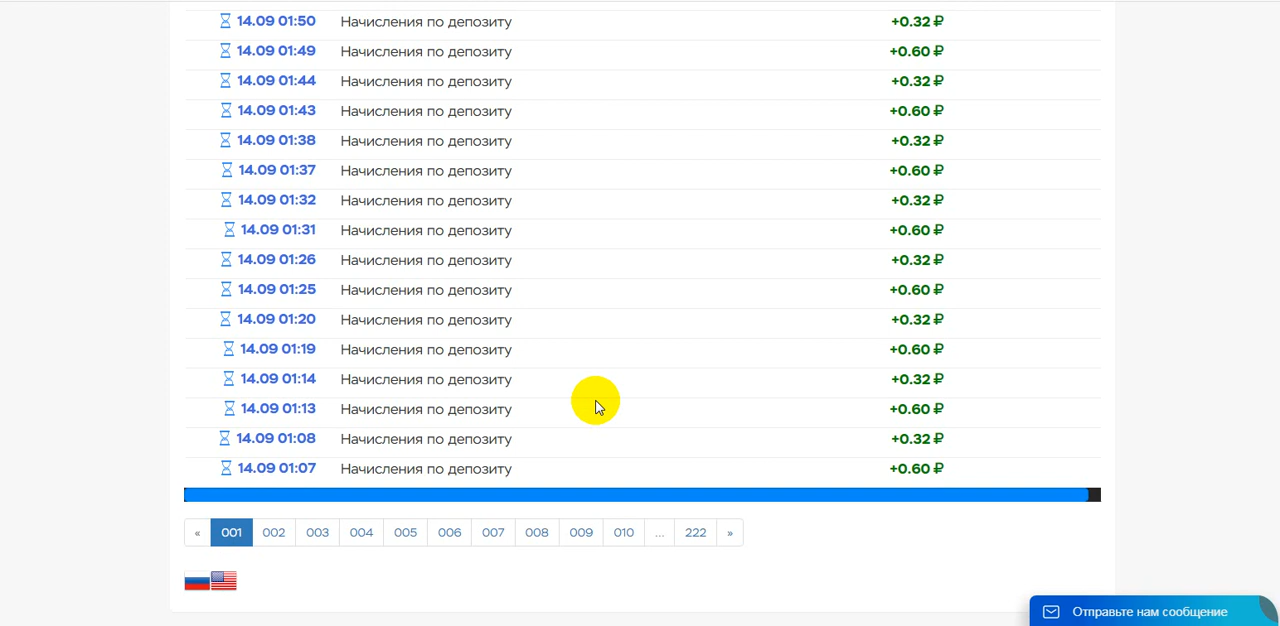 14.09 01:50 Начисления по депозиту +0.32 ₽
14.09 01:49 Начисления по депозиту +0.60 ₽
14.09 01:44 Начисления по депозиту +0.32 ₽
14.09 01:43 Начисления по депозиту +0.60 ₽
14.09 01:38 Начисления по депозиту +0.32 ₽
14.09 01:37 Начисления по депозиту +0.60 ₽
14.09 01:32 Начисления по депозиту +0.32 ₽
14.09 01:31 Начисления по депозиту +0.60 ₽
14.09 01:26 Начисления по депозиту +0.32 ₽
14.09 01:25 Начисления по депозиту +0.60 ₽
14.09 01:20 Начисления по депозиту +0.32 ₽
14.09 01:19 Начисления по депозиту +0.60 ₽
14.09 01:14 Начисления по депозиту +0.32 ₽
14.09 01:13 Начисления по депозиту +0.60 ₽
14.09 01:08 Начисления по депозиту +0.32 ₽
14.09 01:07 Начисления по депозиту +0.60 ₽
« 001 002 003 004 005 006 007 008 009 010 ... 222 »
Отправьте нам сообщение